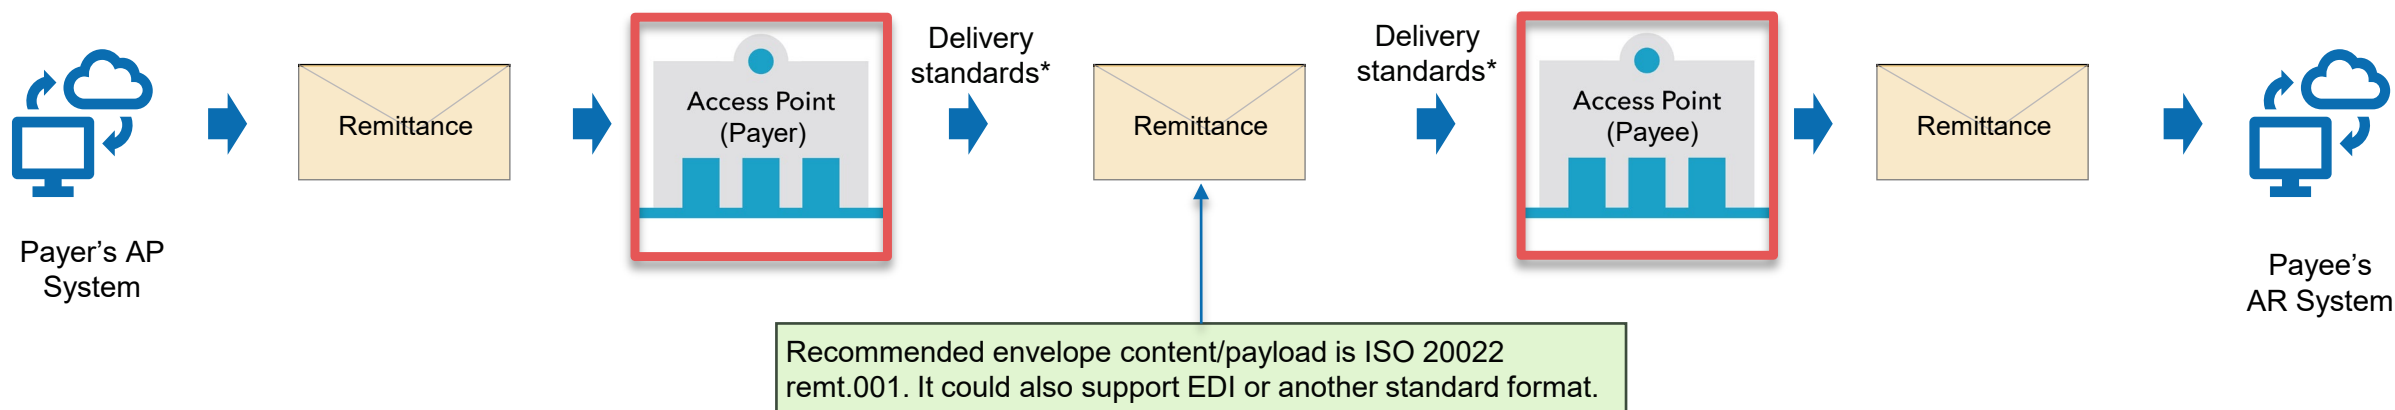 Payer’s AP
System
Remittance
Access Point
(Payer)
Delivery
standards*
Remittance
Delivery
standards*
Access Point
(Payee)
Remittance
Payee’s
AR System
Recommended envelope content/payload is ISO 20022
remt.001. It could also support EDI or another standard format.